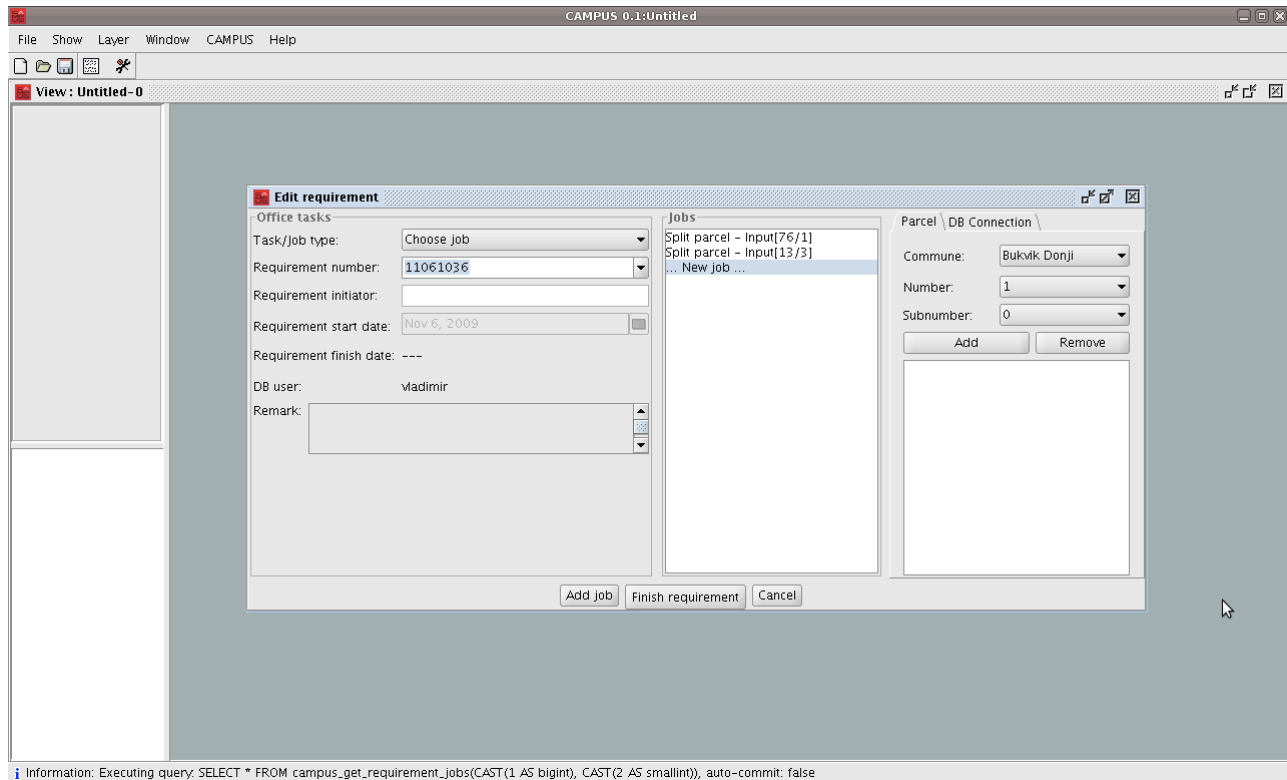 CAMPUS 0.1:Untitled
File Show Layer Window CAMPUS Help
View : Untitled-0
Edit requirement
Office tasks
Task/Job type: Choose job
Requirement number: 11061036
Requirement initiator:
Requirement start date: Nov 6, 2009
Requirement finish date: ---
DB user: vladimir
Remark:
Jobs
Split parcel - Input[76/1]
Split parcel - Input[13/3]
... New job ...
Parcel DB Connection
Commune: Bukvik Donji
Number: 1
Subnumber: 0
Add Remove
Add job Finish requirement Cancel
i Information: Executing query: SELECT * FROM campus_get_requirement_jobs(CAST(1 AS bigint), CAST(2 AS smallint)), auto-commit: false